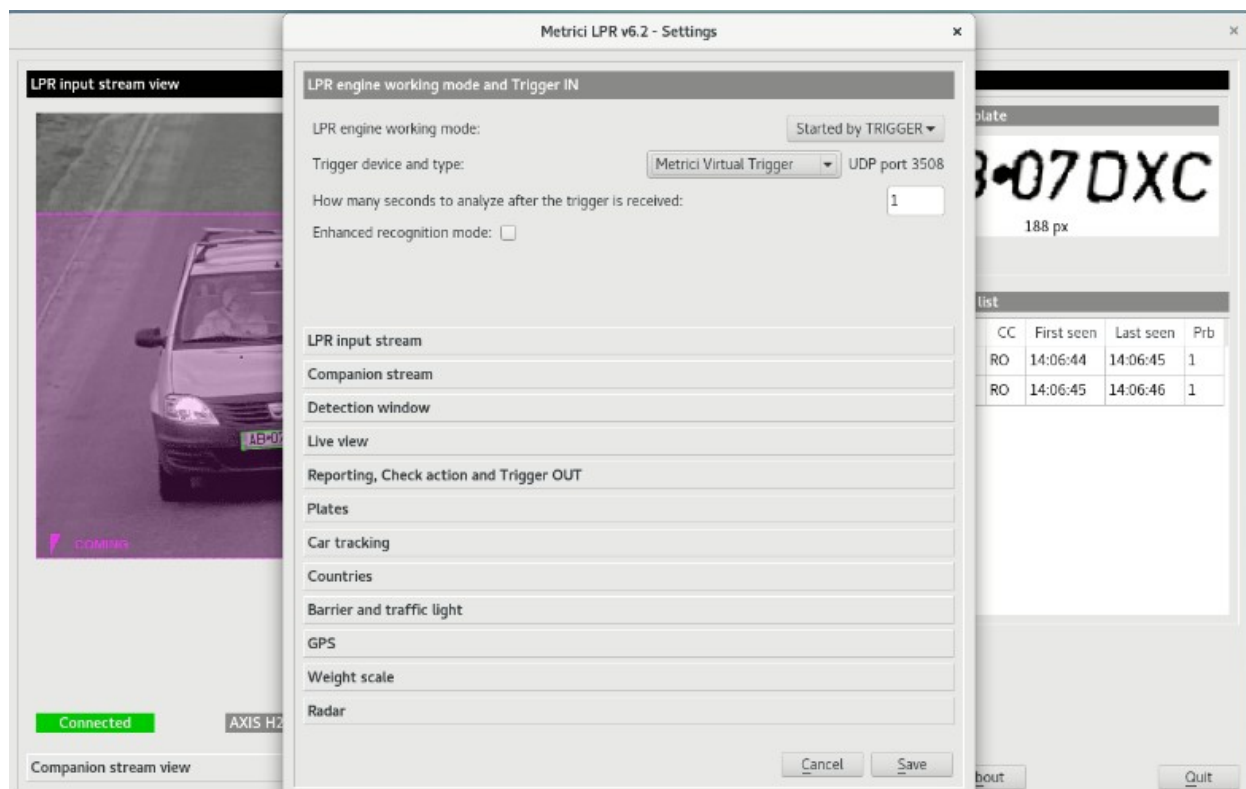 Metrici LPR v6.2 - Settings
LPR input stream view
LPR engine working mode and Trigger IN
LPR engine working mode: Started by TRIGGER
Trigger device and type: Metrici Virtual Trigger UDP port 3508
How many seconds to analyze after the trigger is received: 1
Enhanced recognition mode:
LPR input stream
Companion stream
Detection window
Live view
Reporting, Check action and Trigger OUT
Plates
Car tracking
Countries
Barrier and traffic light
GPS
Weight scale
Radar
Cancel Save
COMING
Connected AXIS H2
Companion stream view
07DXC
188 px
list
CC First seen Last seen Prb
RO 14:06:44 14:06:45 1
RO 14:06:45 14:06:46 1
Quit